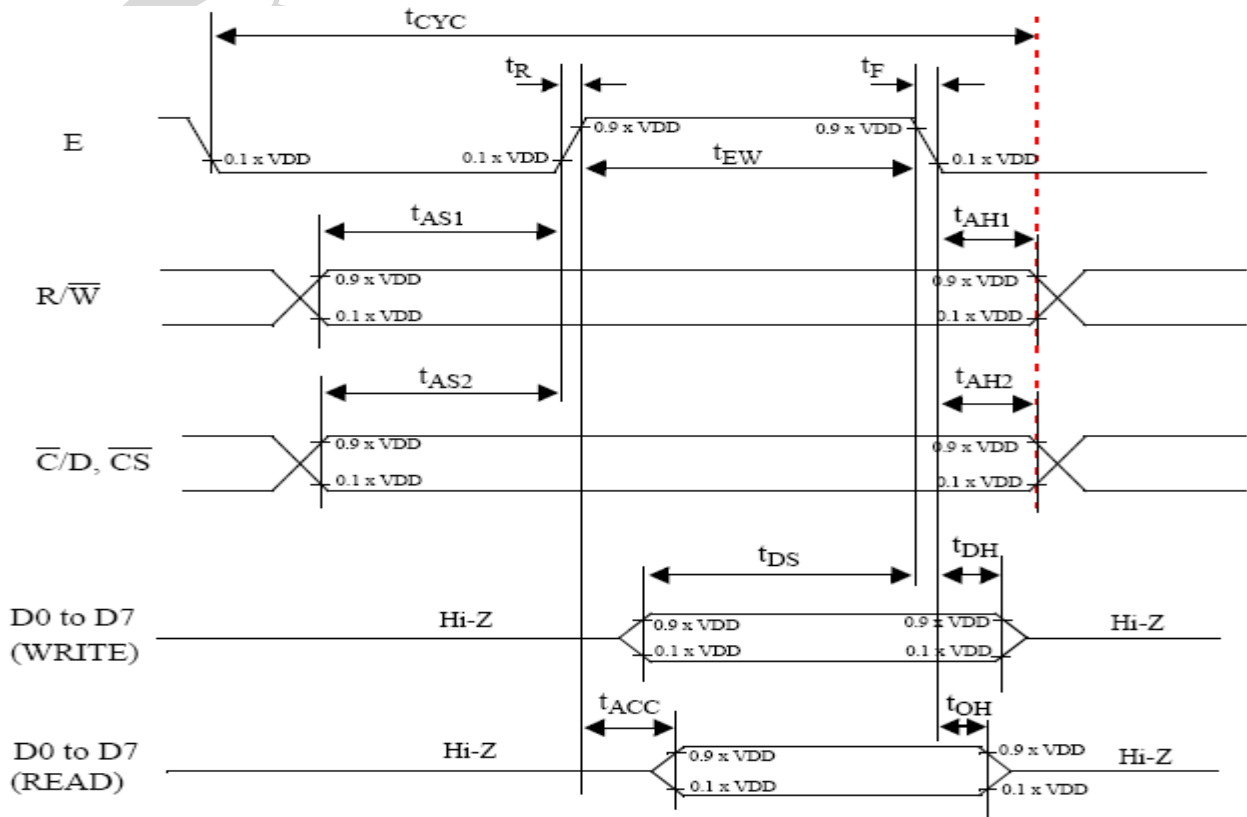 tCYC
tR
tF
E
0.9 x VDD
0.9 x VDD
0.1 x VDD
0.1 x VDD
0.1 x VDD
tEW
tAS1
tAH1
R/W̅
0.9 x VDD
0.9 x VDD
0.1 x VDD
0.1 x VDD
tAS2
tAH2
C̅/D, C̅S̅
0.9 x VDD
0.9 x VDD
0.1 x VDD
0.1 x VDD
tDS
tDH
D0 to D7
(WRITE)
Hi-Z
0.9 x VDD
0.9 x VDD
Hi-Z
0.1 x VDD
0.1 x VDD
tACC
tOH
D0 to D7
(READ)
Hi-Z
0.9 x VDD
0.9 x VDD
Hi-Z
0.1 x VDD
0.1 x VDD